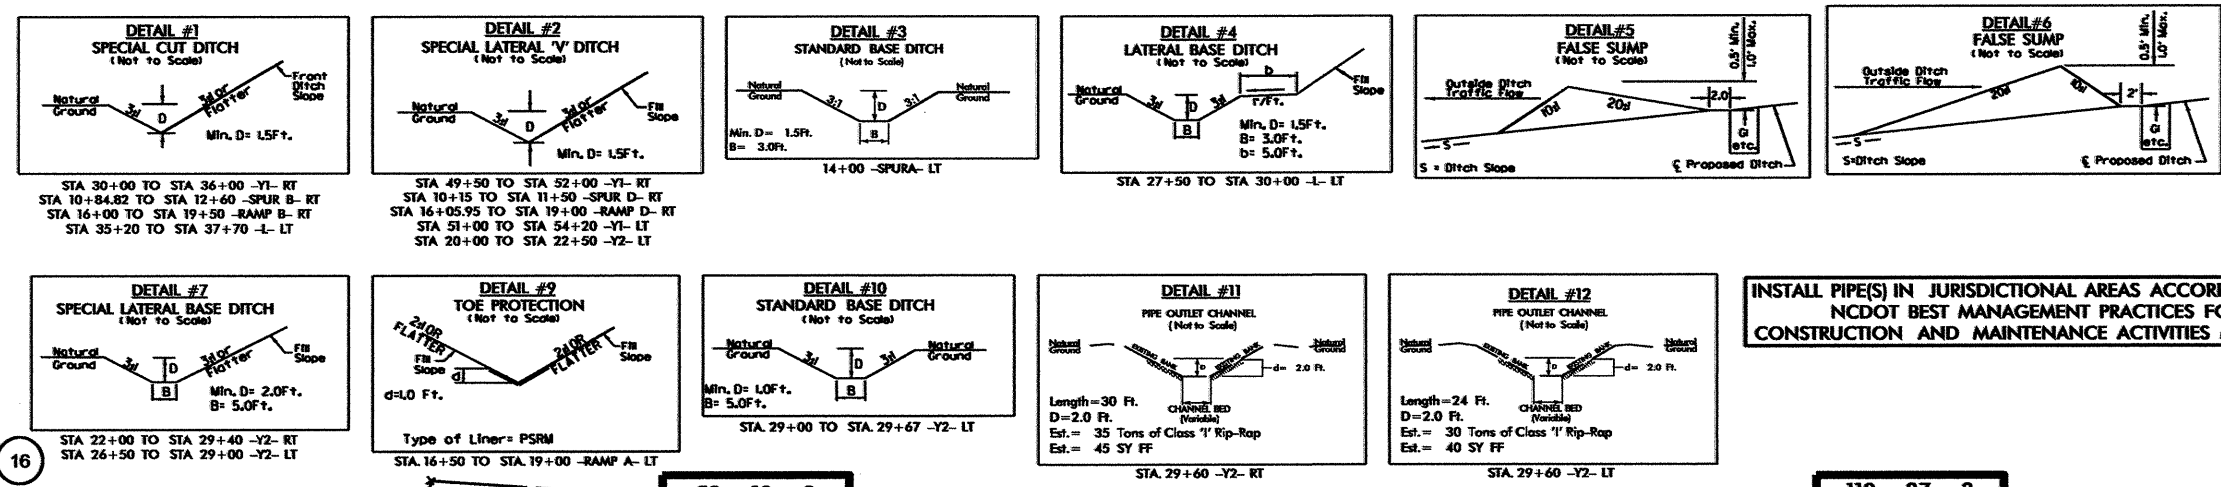 DETAIL #1
SPECIAL CUT DITCH
(Not to Scale)
Natural
Ground
3:1
D
3:1 or
Flatter
Front
Ditch
Slope
Min. D= 1.5Ft.
STA 30+00 TO STA 36+00 -Y1- RT
STA 10+84.82 TO STA 12+60 -SPUR B- RT
STA 16+00 TO STA 19+50 -RAMP B- RT
STA 35+20 TO STA 37+70 -L- LT
DETAIL #2
SPECIAL LATERAL 'V' DITCH
(Not to Scale)
Natural
Ground
3:1
D
3:1 or
Flatter
Fill
Slope
Min. D= 1.5Ft.
STA 49+50 TO STA 52+00 -Y1- RT
STA 10+15 TO STA 11+50 -SPUR D- RT
STA 16+05.95 TO STA 19+00 -RAMP D- RT
STA 51+00 TO STA 54+20 -Y1- LT
STA 20+00 TO STA 22+50 -Y2- LT
DETAIL #3
STANDARD BASE DITCH
(Not to Scale)
Natural
Ground
3:1
D
3:1
Natural
Ground
Min. D= 1.5Ft.
B= 3.0Ft.
B
14+00 -SPURA- LT
DETAIL #4
LATERAL BASE DITCH
(Not to Scale)
b
Natural
Ground
3:1
D
3:1
r/Ft.
Fill
Slope
B
Min. D= 1.5Ft.
B= 3.0Ft.
b= 5.0Ft.
STA 27+50 TO STA 30+00 -L- LT
DETAIL#5
FALSE SUMP
(Not to Scale)
0.5' Min.
1.0' Max.
Outside Ditch
Traffic Flow
10:1
20:1
2.0
S
GI
etc.
S = Ditch Slope
℄ Proposed Ditch
DETAIL#6
FALSE SUMP
(Not to Scale)
0.5' Min.
1.0' Max.
Outside Ditch
Traffic Flow
20:1
10:1
2'
S
GI
etc.
S=Ditch Slope
℄ Proposed Ditch
DETAIL #7
SPECIAL LATERAL BASE DITCH
(Not to Scale)
Natural
Ground
3:1
D
3:1 or
Flatter
Fill
Slope
B
Min. D= 2.0Ft.
B= 5.0Ft.
STA 22+00 TO STA 29+40 -Y2- RT
STA 26+50 TO STA 29+00 -Y2- LT
16
DETAIL #9
TOE PROTECTION
(Not to Scale)
2:1 OR
FLATTER
Fill
Slope
d
2:1 OR
FLATTER
Fill
Slope
d=1.0 Ft.
Type of Liner= PSRM
STA. 16+50 TO STA. 19+00 -RAMP A- LT
DETAIL #10
STANDARD BASE DITCH
(Not to Scale)
Natural
Ground
3:1
D
3:1
Natural
Ground
Min. D= 1.0Ft.
B= 5.0Ft.
B
STA. 29+00 TO STA. 29+67 -Y2- LT
DETAIL #11
PIPE OUTLET CHANNEL
(Not to Scale)
Natural
Ground
EXISTING BANK
D
EXISTING BANK
Natural
Ground
d= 2.0 Ft.
Length=30 Ft.
D=2.0 Ft.
CHANNEL BED
(Variable)
Est.= 35 Tons of Class 'I' Rip-Rap
Est.= 45 SY FF
STA. 29+60 -Y2- RT
DETAIL #12
PIPE OUTLET CHANNEL
(Not to Scale)
Natural
Ground
EXISTING BANK
D
EXISTING BANK
Natural
Ground
d= 2.0 Ft.
Length=24 Ft.
D=2.0 Ft.
CHANNEL BED
(Variable)
Est.= 30 Tons of Class 'I' Rip-Rap
Est.= 40 SY FF
STA. 29+60 -Y2- LT
INSTALL PIPE(S) IN JURISDICTIONAL AREAS
NCDOT BEST MANAGEMENT PRACTICES
CONSTRUCTION AND MAINTENANCE ACTIVITIES